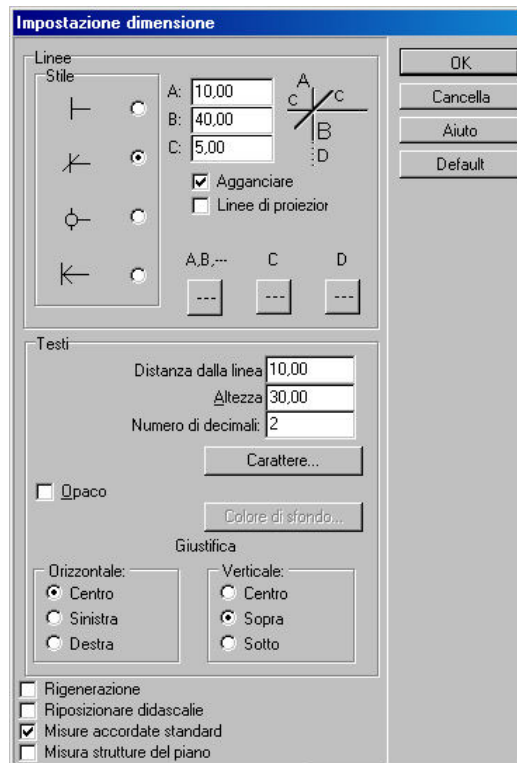 Impostazione dimensione
Linee
Stile
A: 10,00
B: 40,00
C: 5,00
A
C C
B
D
Agganciare
Linee di proiezior
A,B,--- C D
--- --- ---
OK
Cancella
Aiuto
Default
Testi
Distanza dalla linea 10,00
Altezza 30,00
Numero di decimali: 2
Carattere...
Opaco
Colore di sfondo...
Giustifica
Orizzontale:
Centro
Sinistra
Destra
Verticale:
Centro
Sopra
Sotto
Rigenerazione
Riposizionare didascalie
Misure accordate standard
Misura strutture del piano